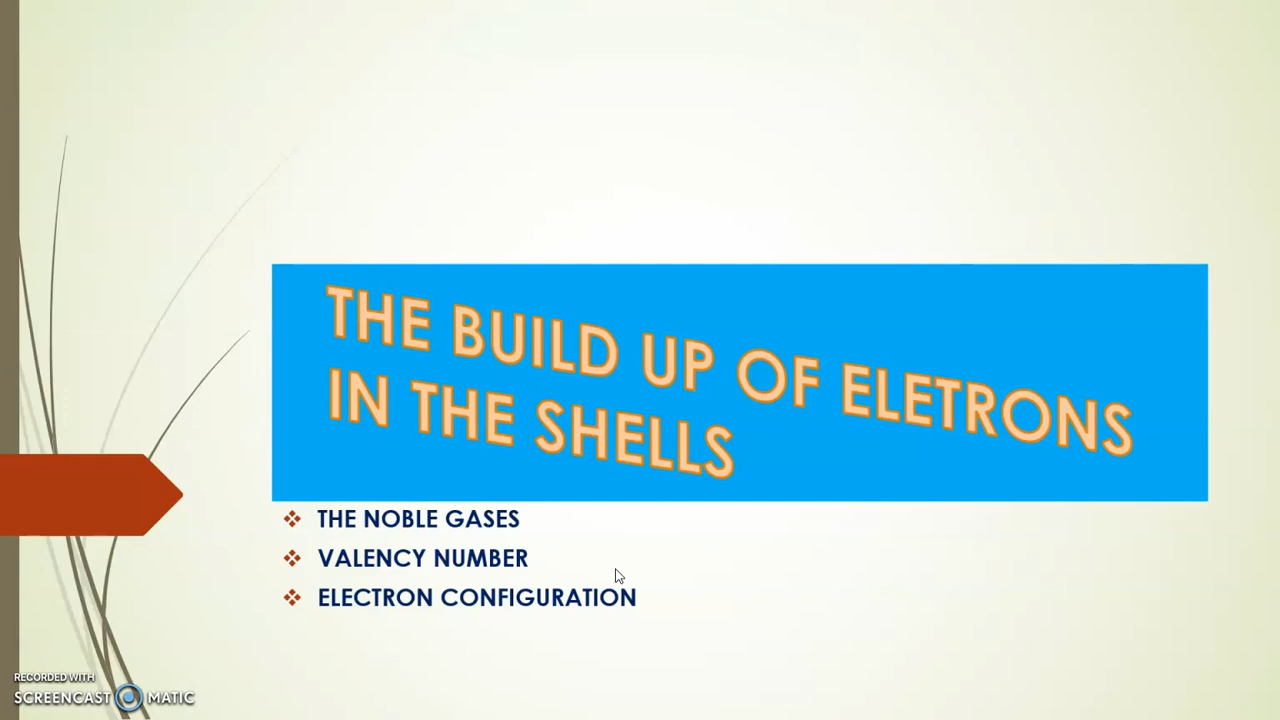 THE BUILD UP OF ELETRONS
IN THE SHELLS
THE NOBLE GASES
VALENCY NUMBER
ELECTRON CONFIGURATION
RECORDED WITH
SCREENCAST MATIC